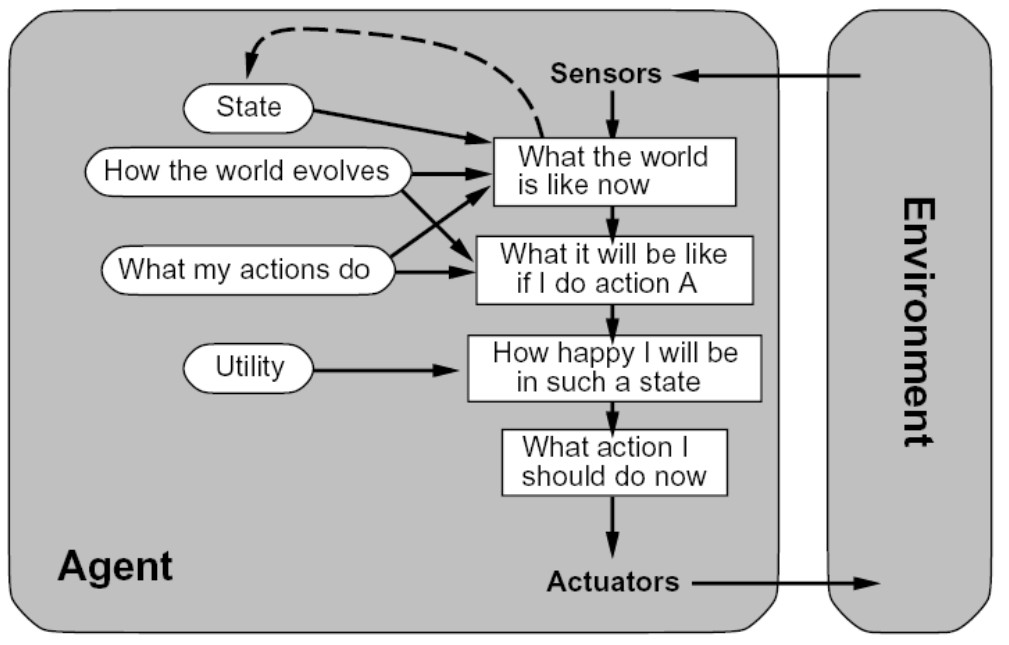 Sensors
State
What the world
is like now
How the world evolves
What it will be like
if I do action A
What my actions do
How happy I will be
in such a state
Utility
What action I
should do now
Agent
Actuators
Environment